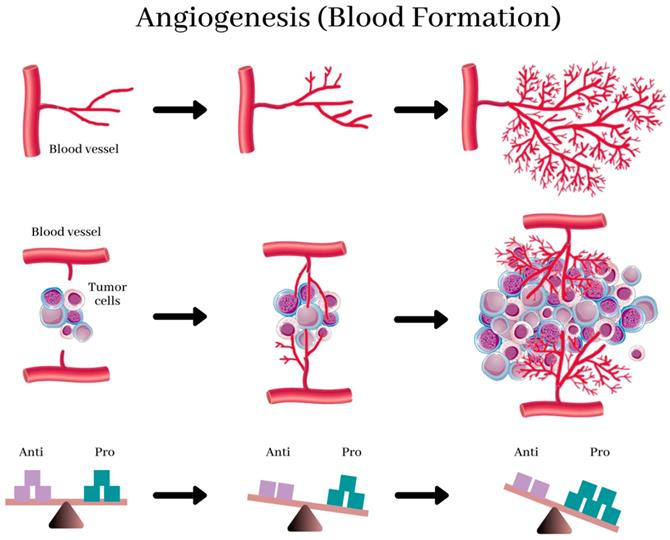 Angiogenesis (Blood Formation)
Blood vessel
Blood vessel
Tumor
cells
Anti Pro
Anti Pro
Anti Pro